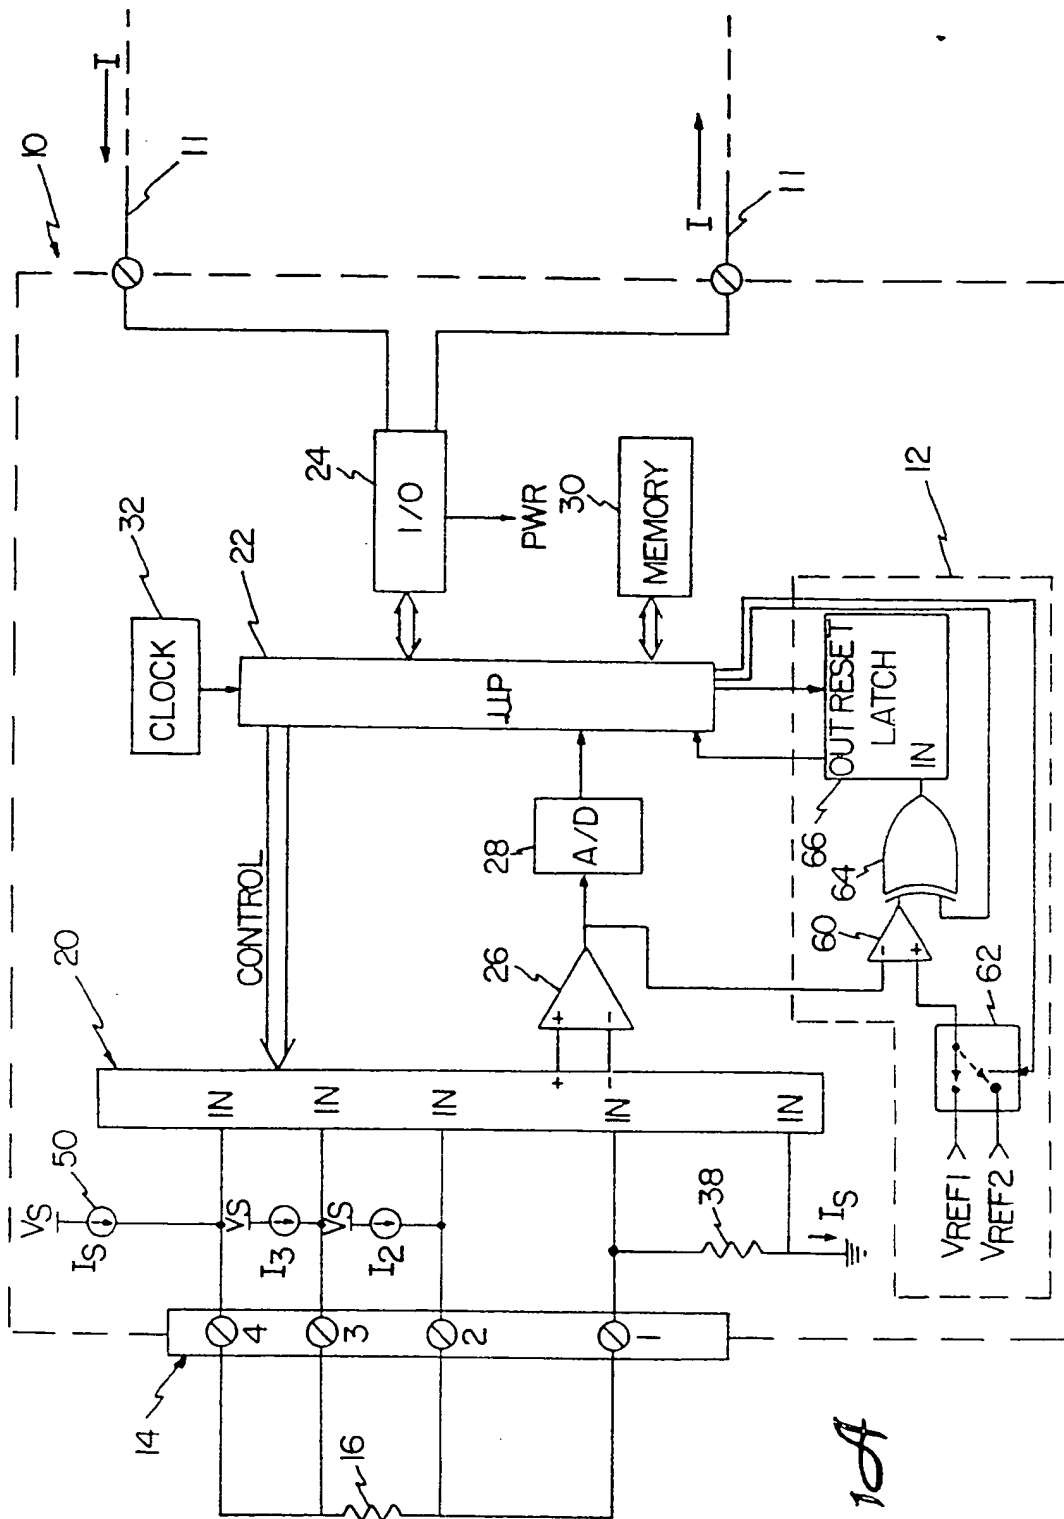 10
I
11
I
11
32
CLOCK
22
24
I/O
PWR
30
MEMORY
12
µP
CONTROL
28
A/D
OUT RESET
LATCH
IN
66
64
60
62
20
26
+
-
+
-
-
+
IN
IN
IN
IN
IN
VS
50
IS
VS
I3
VS
I2
38
IS
VREF1
VREF2
14
4
3
2
1
16